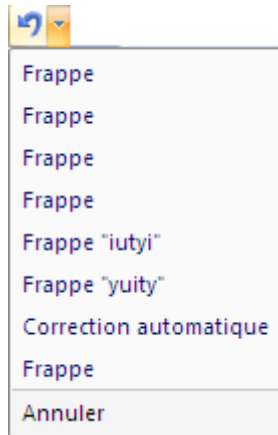 Frappe
Frappe
Frappe
Frappe
Frappe "iutyi"
Frappe "yuity"
Correction automatique
Frappe
Annuler